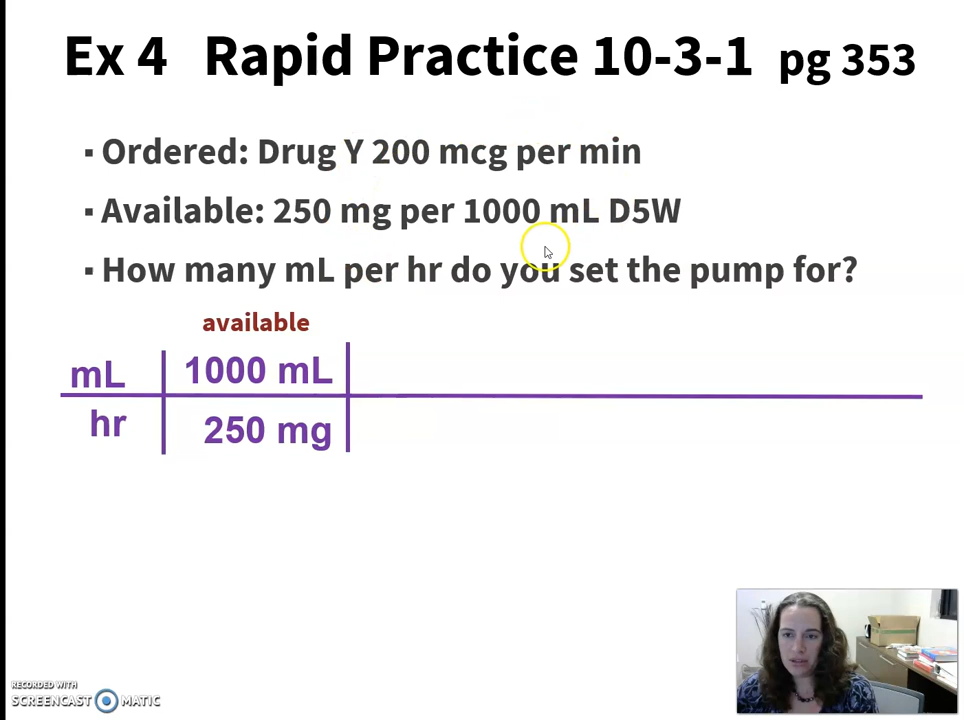 Ex 4 Rapid Practice 10-3-1 pg 353
▪ Ordered: Drug Y 200 mcg per min
▪ Available: 250 mg per 1000 mL D5W
▪ How many mL per hr do you set the pump for?
available
mL 1000 mL
hr 250 mg
RECORDED WITH
SCREENCAST MATIC